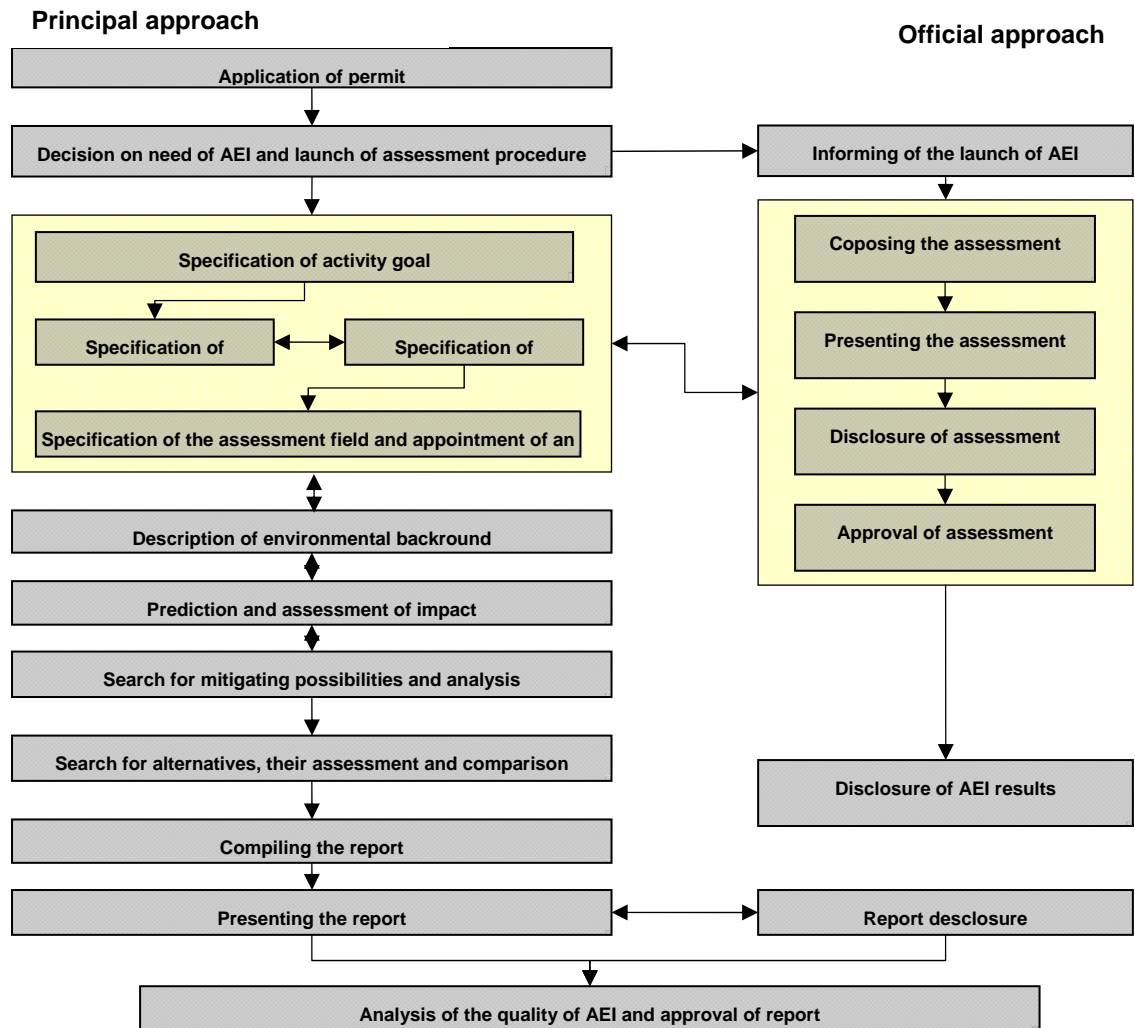 Principal approach
Official approach
Application of permit
Decision on need of AEI and launch of assessment procedure
Informing of the launch of AEI
Specification of activity goal
Specification of
Specification of
Specification of the assessment field and appointment of an
Coposing the assessment
Presenting the assessment
Disclosure of assessment
Approval of assessment
Description of environmental backround
Prediction and assessment of impact
Search for mitigating possibilities and analysis
Search for alternatives, their assessment and comparison
Disclosure of AEI results
Compiling the report
Presenting the report
Report desclosure
Analysis of the quality of AEI and approval of report